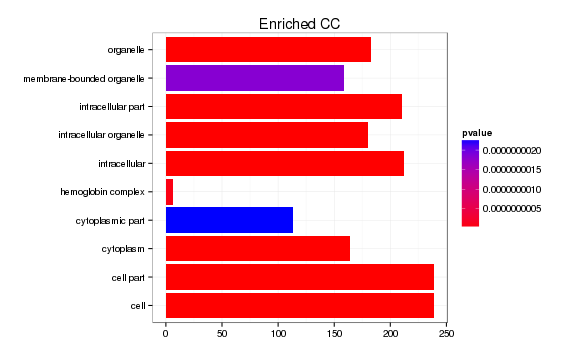 Enriched CC
organelle
membrane-bounded organelle
intracellular part
intracellular organelle
intracellular
hemoglobin complex
cytoplasmic part
cytoplasm
cell part
cell
0 50 100 150 200 250
pvalue
0.0000000020
0.0000000015
0.0000000010
0.0000000005